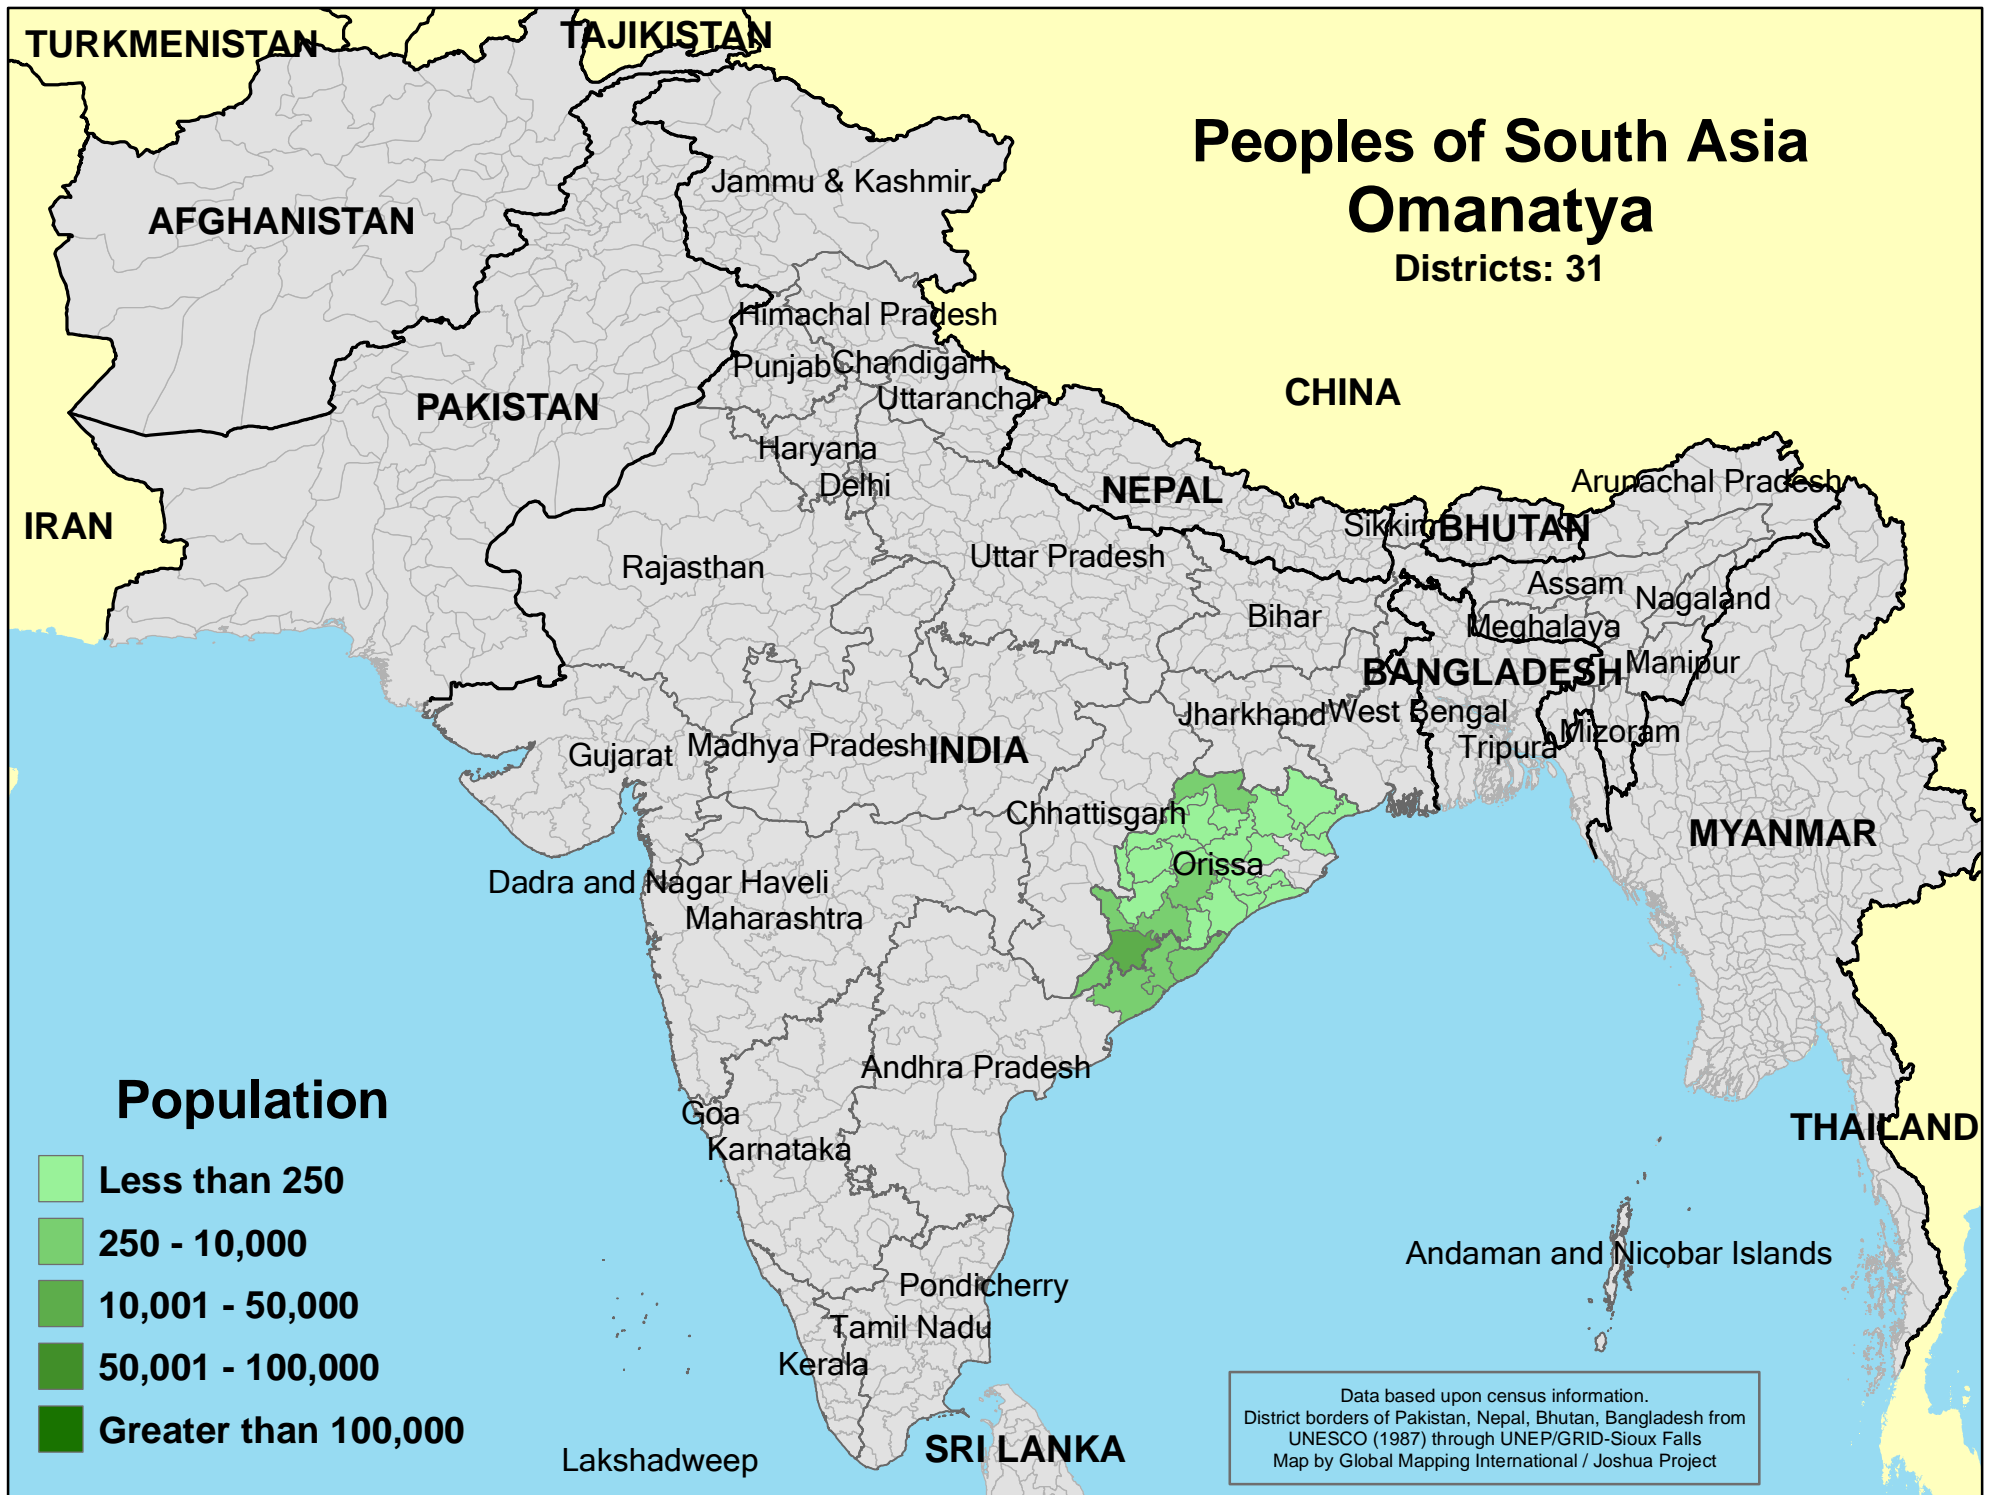 TURKMENISTAN
TAJIKISTAN
Peoples of South Asia
Omanatya
Districts: 31
Jammu & Kashmir
AFGHANISTAN
Himachal Pradesh
Punjab
Chandigarh
Uttaranchal
PAKISTAN
CHINA
Haryana
Delhi
NEPAL
Arunachal Pradesh
IRAN
Sikkim
BHUTAN
Rajasthan
Uttar Pradesh
Assam
Nagaland
Bihar
Meghalaya
BANGLADESH
Manipur
Jharkhand
West Bengal
Gujarat
Madhya Pradesh
INDIA
Tripura
Mizoram
Chhattisgarh
MYANMAR
Orissa
Dadra and Nagar Haveli
Maharashtra
Andhra Pradesh
Goa
Karnataka
THAILAND
Andaman and Nicobar Islands
Pondicherry
Tamil Nadu
Kerala
Lakshadweep
SRI LANKA
Population
Less than 250
250 - 10,000
10,001 - 50,000
50,001 - 100,000
Greater than 100,000
Data based upon census information.
District borders of Pakistan, Nepal, Bhutan, Bangladesh from
UNESCO (1987) through UNEP/GRID-Sioux Falls
Map by Global Mapping International / Joshua Project